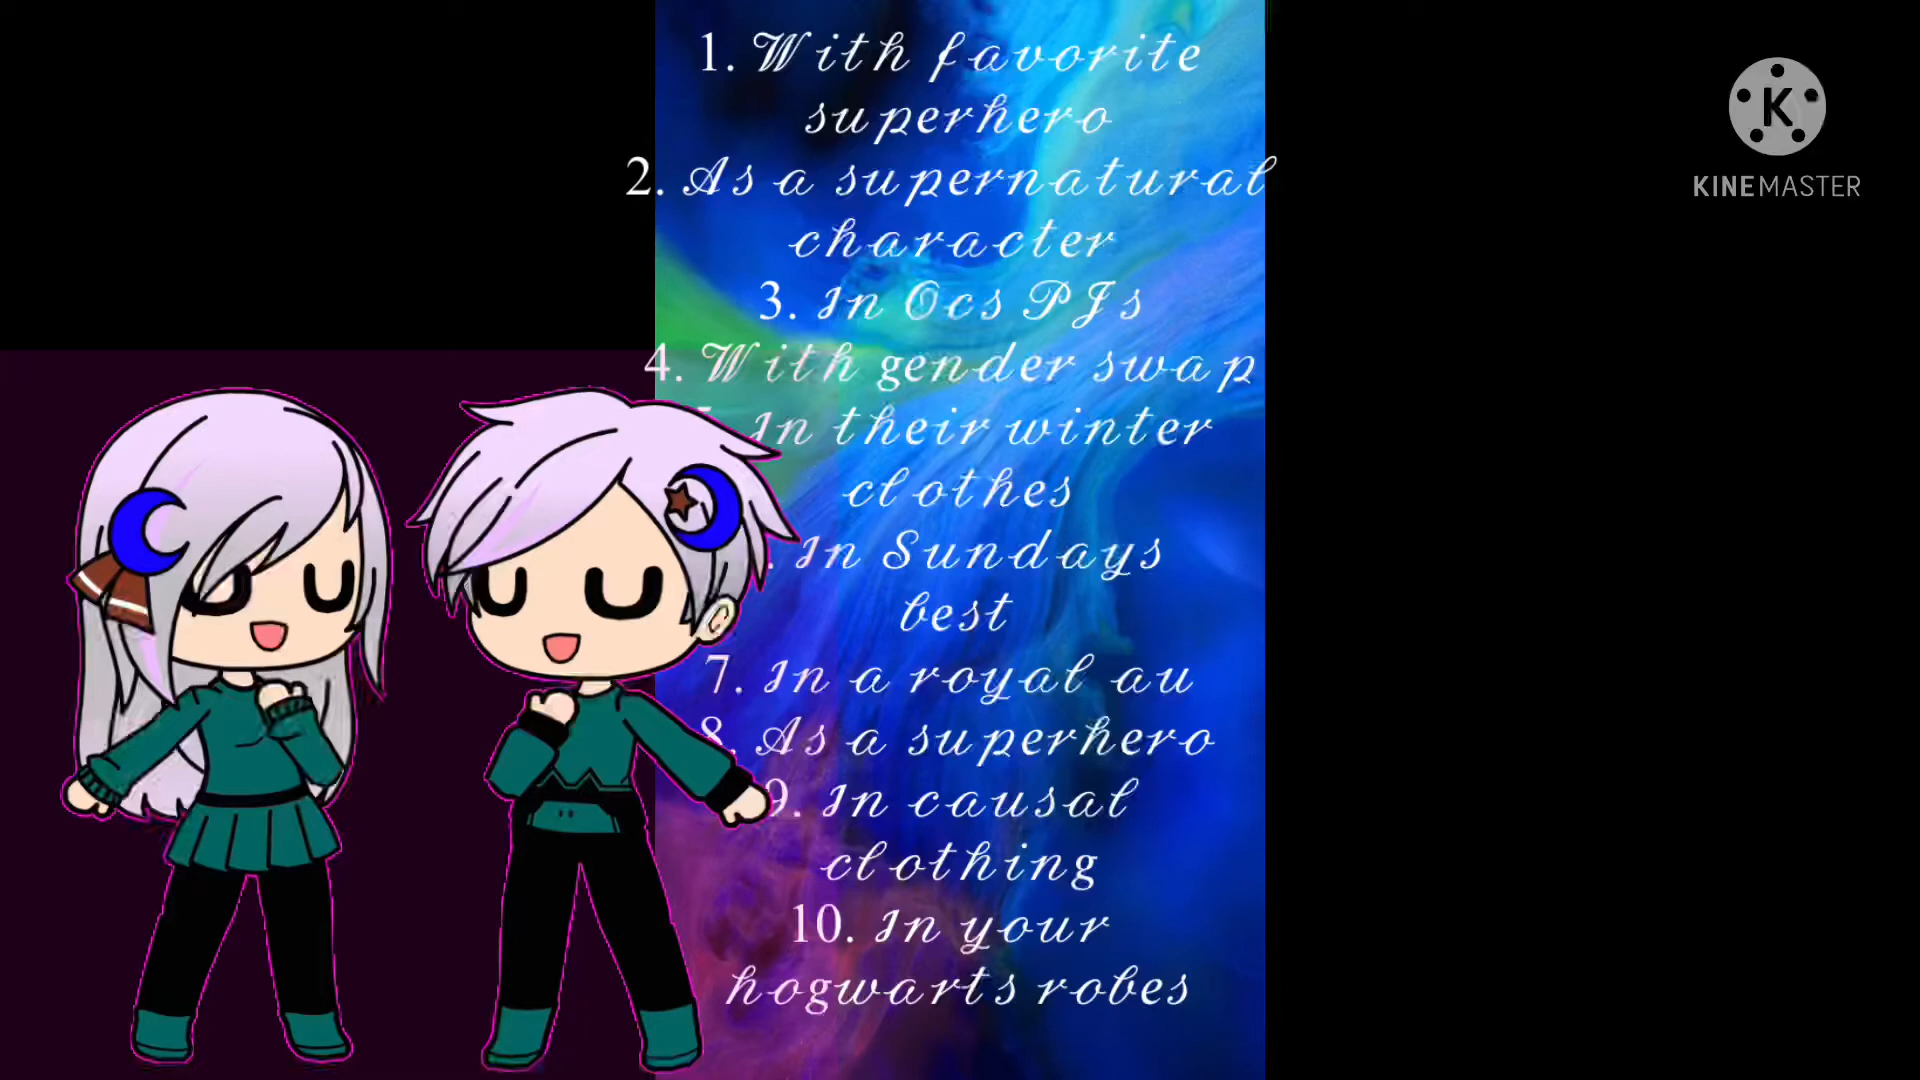 1. With favorite
superhero
2. As a supernatural
character
3. In Ocs PJs
4. With gender swap
In their winter
clothes
. In Sundays
best
7. In a royal au
8. As a superhero
9. In causal
clothing
10. In your
hogwarts robes
K
KINEMASTER